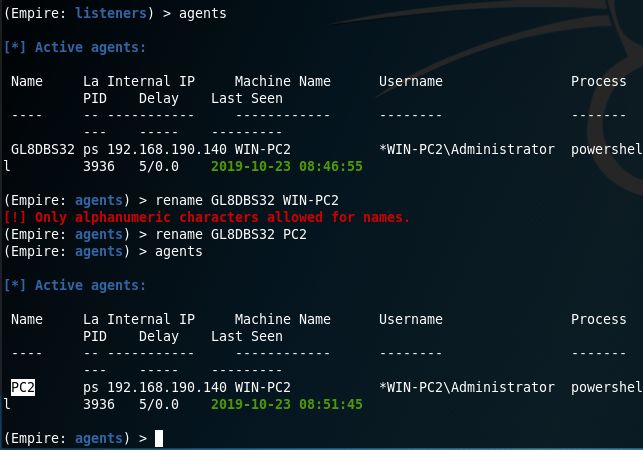 (Empire: listeners) > agents
[*] Active agents:
Name     La Internal IP     Machine Name      Username                Process
PID    Delay    Last Seen
----     -- -----------     ------------      --------                -------
---    -----    ---------
GL8DBS32 ps 192.168.190.140 WIN-PC2           *WIN-PC2\Administrator  powershel
l         3936   5/0.0    2019-10-23 08:46:55
(Empire: agents) > rename GL8DBS32 WIN-PC2
[!] Only alphanumeric characters allowed for names.
(Empire: agents) > rename GL8DBS32 PC2
(Empire: agents) > agents
[*] Active agents:
Name     La Internal IP     Machine Name      Username                Process
PID    Delay    Last Seen
----     -- -----------     ------------      --------                -------
---    -----    ---------
PC2      ps 192.168.190.140 WIN-PC2           *WIN-PC2\Administrator  powershel
l         3936   5/0.0    2019-10-23 08:51:45
(Empire: agents) >